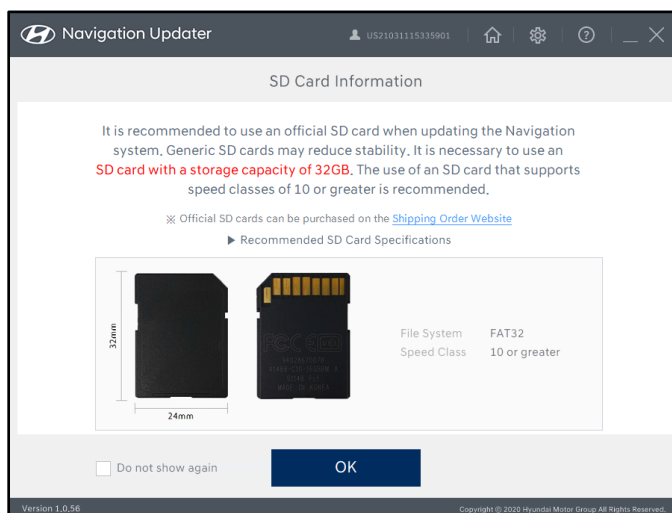 Navigation Updater
US21031115335901
SD Card Information
It is recommended to use an official SD card when updating the Navigation
system. Generic SD cards may reduce stability. It is necessary to use an
SD card with a storage capacity of 32GB. The use of an SD card that supports
speed classes of 10 or greater is recommended.
※ Official SD cards can be purchased on the Shipping Order Website
▶ Recommended SD Card Specifications
32mm
24mm
File System FAT32
Speed Class 10 or greater
MADE IN KOREA
Do not show again
OK
Version 1.0.56
Copyright © 2020 Hyundai Motor Group All Rights Reserved.